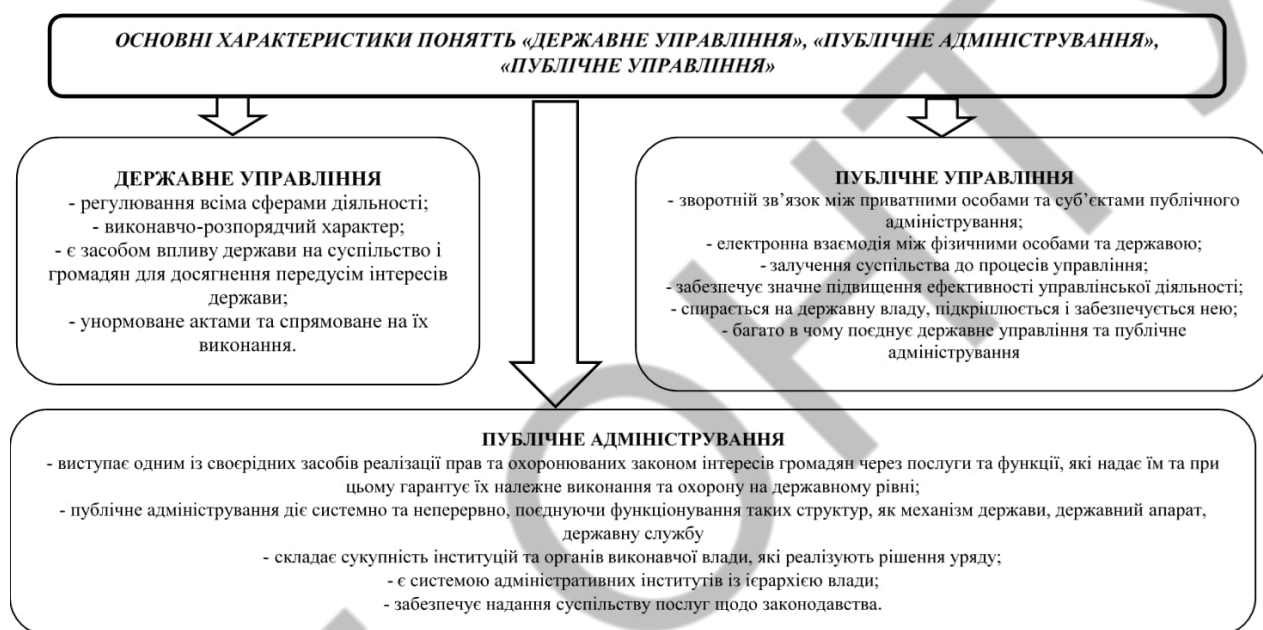 ОСНОВНІ ХАРАКТЕРИСТИКИ ПОНЯТТЬ «ДЕРЖАВНЕ УПРАВЛІННЯ», «ПУБЛІЧНЕ АДМІНІСТРУВАННЯ»,
«ПУБЛІЧНЕ УПРАВЛІННЯ»
ДЕРЖАВНЕ УПРАВЛІННЯ
- регулювання всіма сферами діяльності;
- виконавчо-розпорядчий характер;
- є засобом впливу держави на суспільство і
громадян для досягнення передусім інтересів
держави;
- унормоване актами та спрямоване на їх
виконання.
ПУБЛІЧНЕ УПРАВЛІННЯ
- зворотній зв’язок між приватними особами та суб’єктами публічного
адміністрування;
- електронна взаємодія між фізичними особами та державою;
- залучення суспільства до процесів управління;
- забезпечує значне підвищення ефективності управлінської діяльності;
- спирається на державну владу, підкріплюється і забезпечується нею;
- багато в чому поєднує державне управління та публічне
адміністрування
ПУБЛІЧНЕ АДМІНІСТРУВАННЯ
- виступає одним із своєрідних засобів реалізації прав та охоронюваних законом інтересів громадян через послуги та функції, які надає їм та при
цьому гарантує їх належне виконання та охорону на державному рівні;
- публічне адміністрування діє системно та неперервно, поєднуючи функціонування таких структур, як механізм держави, державний апарат,
державну службу
- складає сукупність інституцій та органів виконавчої влади, які реалізують рішення уряду;
- є системою адміністративних інститутів із ієрархією влади;
- забезпечує надання суспільству послуг щодо законодавства.
ОНТУ